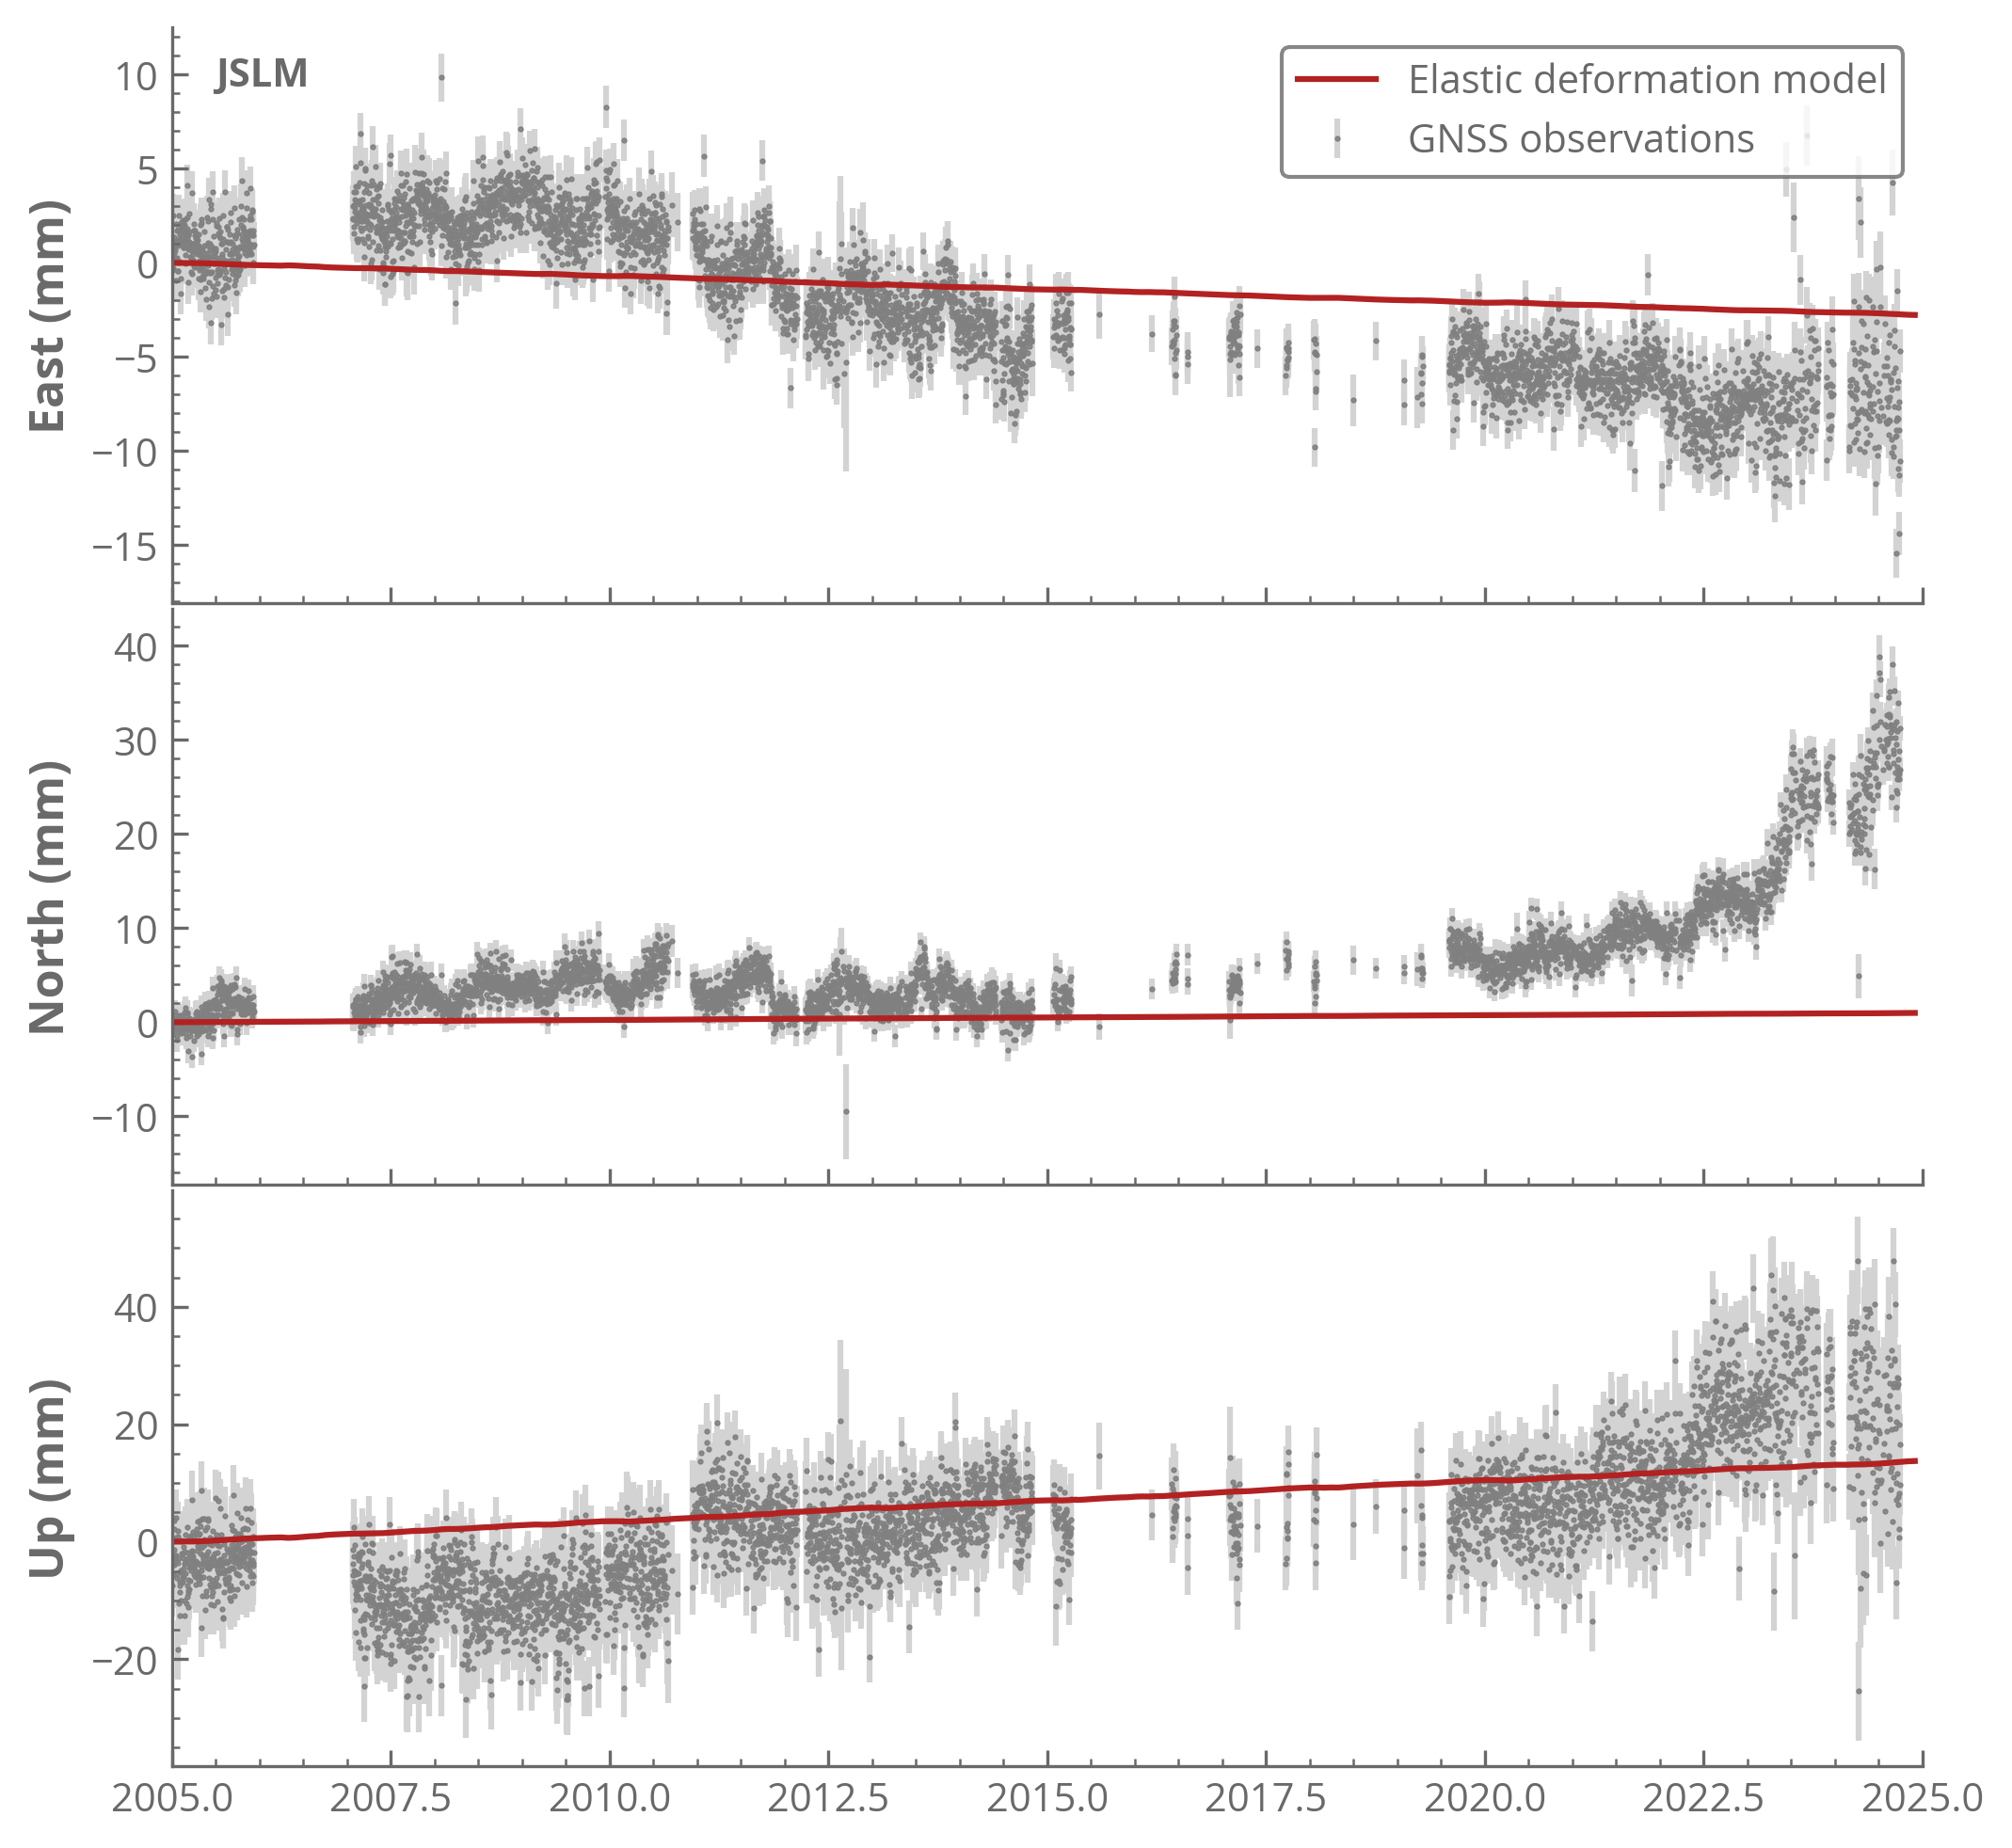 JSLM
Elastic deformation model
GNSS observations
East (mm)
10
5
0
−5
−10
−15
North (mm)
40
30
20
10
0
−10
Up (mm)
40
20
0
−20
2005.0 2007.5 2010.0 2012.5 2015.0 2017.5 2020.0 2022.5 2025.0